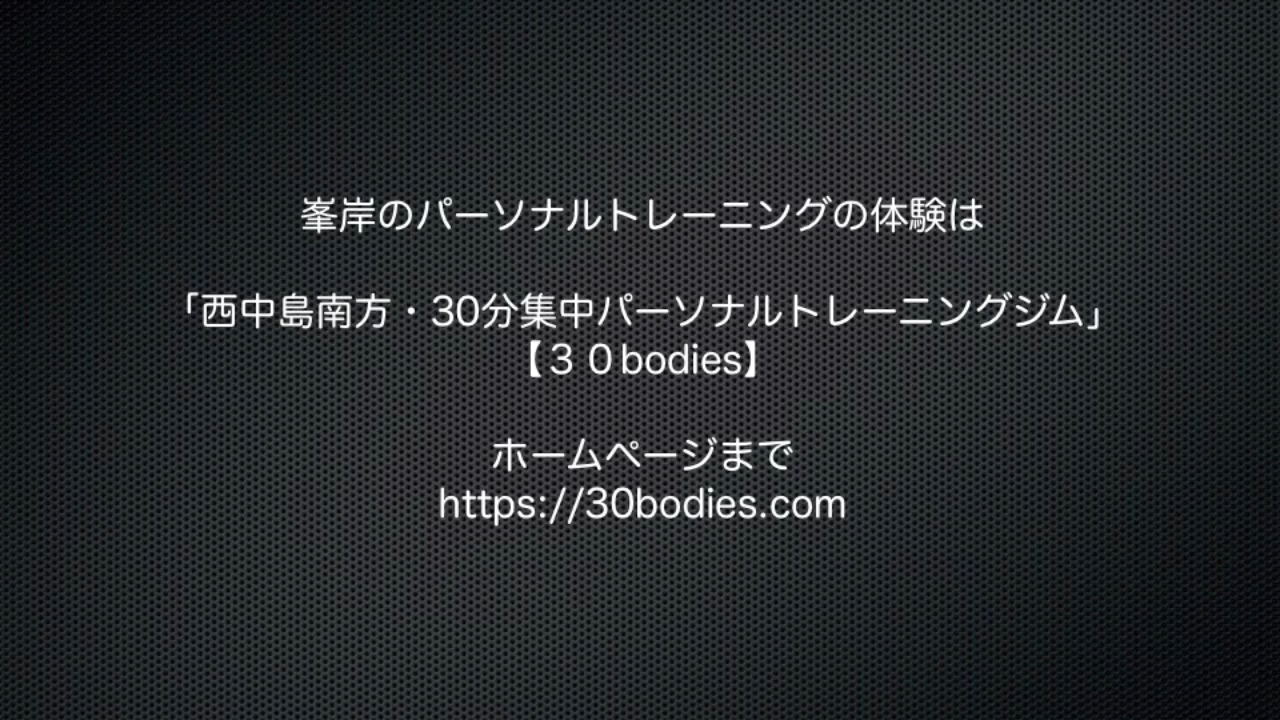 峯岸のパーソナルトレーニングの体験は
「西中島南方・30分集中パーソナルトレーニングジム」
【３０bodies】
ホームページまで
https://30bodies.com